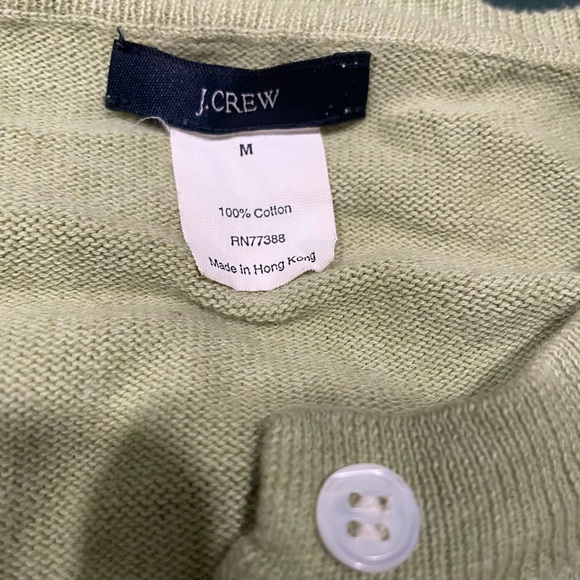 J.CREW
M
100% Cotton
RN77388
Made in Hong Kong